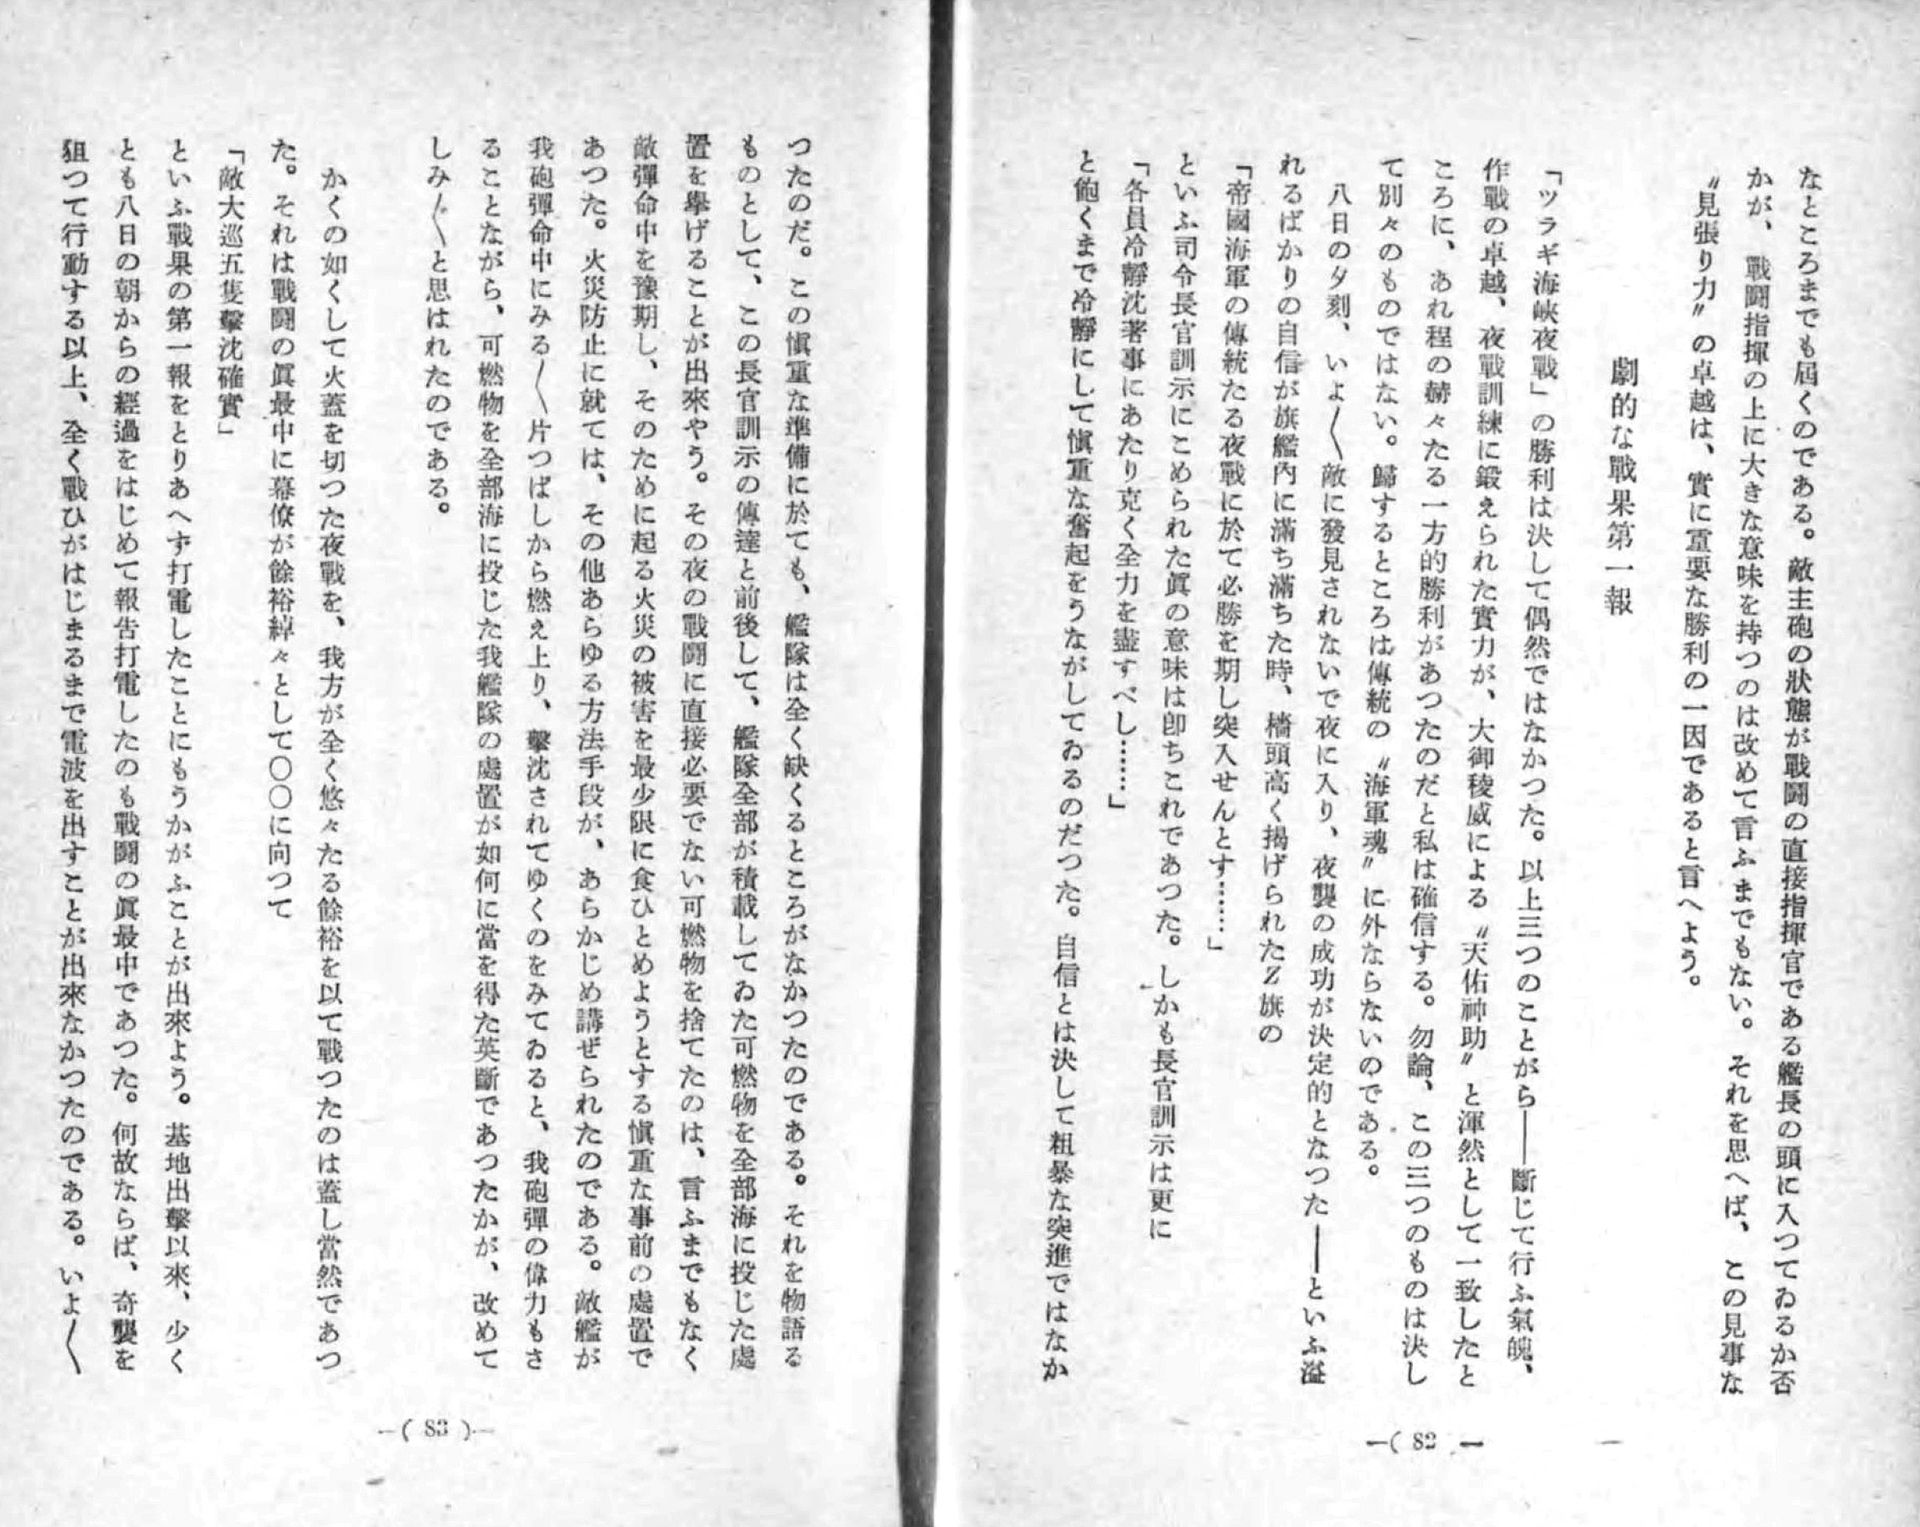 なところまでも屆くのである。敵主砲の狀態が戰鬪の直接指揮官である艦長の頭に入つてゐるか否
かが、戰鬪指揮の上に大きな意味を持つのは改めて言ふまでもない。それを思へば、この見事な
〝見張り力〟の卓越は、實に重要な勝利の一因であると言へよう。
劇的な戰果第一報
「ツラギ海峽夜戰」の勝利は決して偶然ではなかつた。以上三つのことがら――斷じて行ふ氣魄、
作戰の卓越、夜戰訓練に鍛えられた實力が、大御稜威による〝天佑神助〟と渾然として一致したと
ころに、あれ程の赫々たる一方的勝利があつたのだと私は確信する。勿論、この三つのものは決し
て別々のものではない。歸するところは傳統の〝海軍魂〟に外ならないのである。
八日の夕刻、いよ〳〵敵に發見されないで夜に入り、夜襲の成功が決定的となつた――といふ溢
れるばかりの自信が旗艦內に滿ち滿ちた時、檣頭高く揭げられたＺ旗の
「帝國海軍の傳統たる夜戰に於て必勝を期し突入せんとす……」
といふ司令長官訓示にこめられた眞の意味は卽ちこれであつた。しかも長官訓示は更に
「各員冷靜沈著事にあたり克く全力を盡すべし……」
と飽くまで冷靜にして愼重な奮起をうながしてゐるのだつた。自信とは決して粗暴な突進ではなか
―( 82 ―
つたのだ。この愼重な準備に於ても、艦隊は全く缺くるところがなかつたのである。それを物語る
ものとして、この長官訓示の傳達と前後して、艦隊全部が積載してゐた可燃物を全部海に投じた處
置を擧げることが出來やう。その夜の戰鬪に直接必要でない可燃物を捨てたのは、言ふまでもなく
敵彈命中を豫期し、そのために起る火災の被害を最少限に食ひとめようとする愼重な事前の處置で
あつた。火災防止に就ては、その他あらゆる方法手段が、あらかじめ講ぜられたのである。敵艦が
我砲彈命中にみる〳〵片つぱしから燃え上り、擊沈されてゆくのをみてゐると、我砲彈の偉力もさ
ることながら、可燃物を全部海に投じた我艦隊の處置が如何に當を得た英斷であつたかが、改めて
しみ〴〵と思はれたのである。
かくの如くして火蓋を切つた夜戰を、我方が全く悠々たる餘裕を以て戰つたのは蓋し當然であつ
た。それは戰鬪の眞最中に幕僚が餘裕綽々として〇〇に向つて
「敵大巡五隻擊沈確實」
といふ戰果の第一報をとりあへず打電したことにもうかがふことが出來よう。基地出擊以來、少く
とも八日の朝からの經過をはじめて報吿打電したのも戰鬪の眞最中であつた。何故ならば、奇襲を
狙つて行動する以上、全く戰ひがはじまるまで電波を出すことが出來なかつたのである。いよ〳〵
―( 83 )―